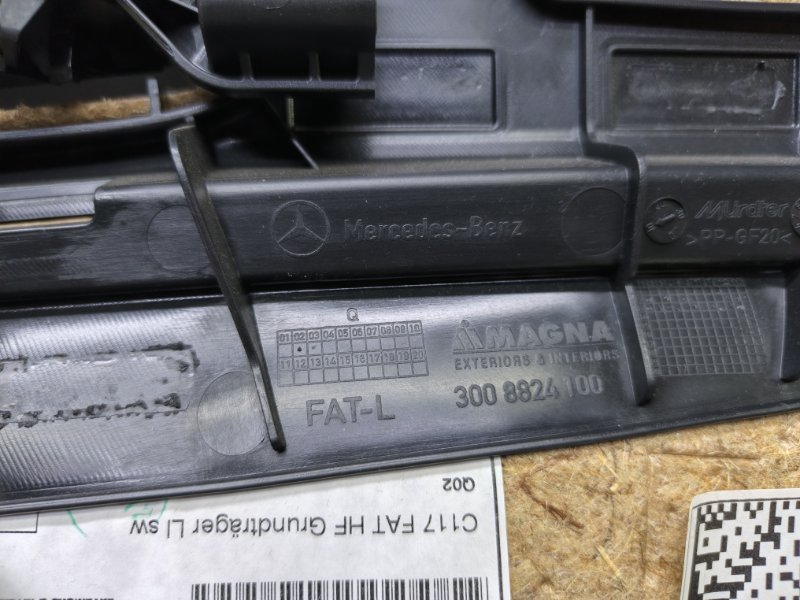 Mercedes-Benz
Mürdter
>PP-GF20<
Q
01 02 03 04 05 06 07 08 09 10
11 12 13 14 15 16 17 18 19 20
MAGNA
EXTERIORS & INTERIORS
FAT-L
300 8824 100
C117 FAT HF Grundträger LI sw
Q02